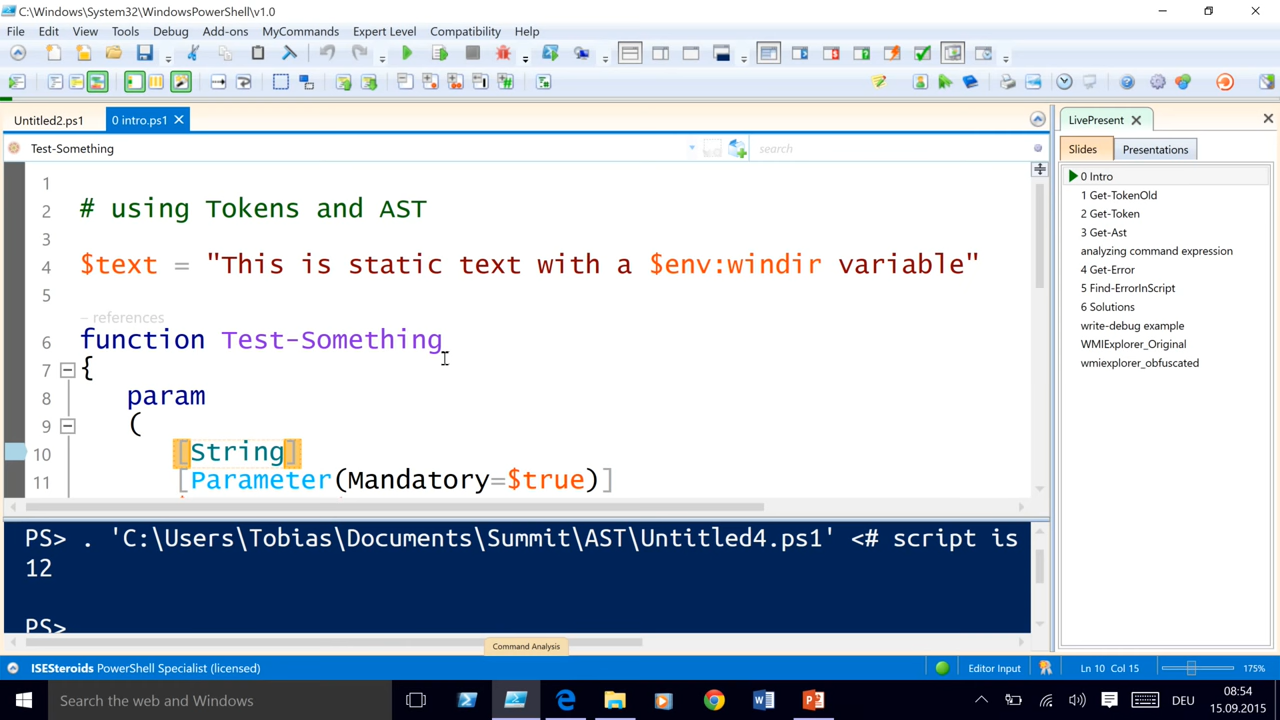 C:\Windows\System32\WindowsPowerShell\v1.0
File Edit View Tools Debug Add-ons MyCommands Expert Level Compatibility Help
Untitled2.ps1 0 intro.ps1
LivePresent
Test-Something
search
Slides Presentations
0 Intro
1 Get-TokenOld
2 Get-Token
3 Get-Ast
analyzing command expression
4 Get-Error
5 Find-ErrorInScript
6 Solutions
write-debug example
WMIExplorer_Original
wmiexplorer_obfuscated
1
2 # using Tokens and AST
3
4 $text = "This is static text with a $env:windir variable"
5
– references
6 function Test-Something
7 {
8 param
9 (
10 [String]
11 [Parameter(Mandatory=$true)]
PS> . 'C:\Users\Tobias\Documents\Summit\AST\Untitled4.ps1' <# script is
12
PS>
Command Analysis
ISESteroids PowerShell Specialist (licensed)
Editor Input
Ln 10 Col 15
175%
Search the web and Windows
DEU
08:54
15.09.2015